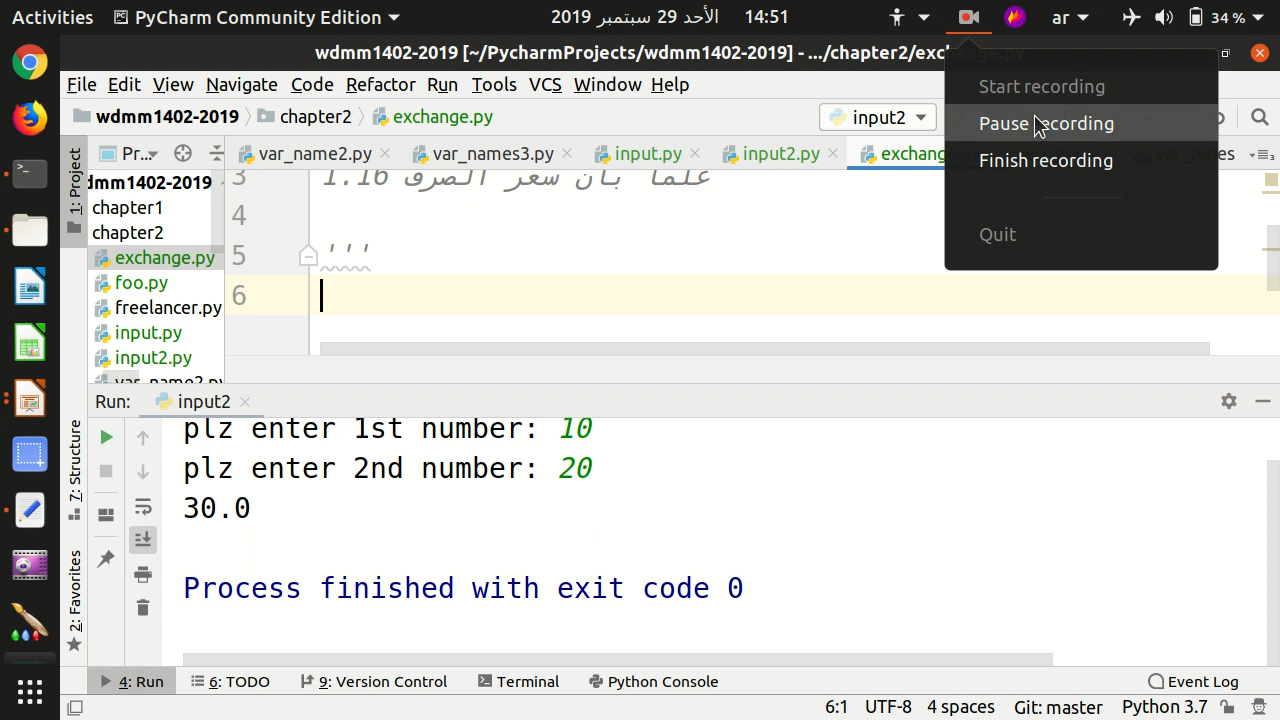 Activities PyCharm Community Edition الأحد 29 سبتمبر 2019 14:51 ar 34 %
wdmm1402-2019 [~/PycharmProjects/wdmm1402-2019] - .../chapter2/exchange.py
File Edit View Navigate Code Refactor Run Tools VCS Window Help
Start recording
Pause recording
Finish recording
Quit
wdmm1402-2019 chapter2 exchange.py input2
1: Project
Pr... var_name2.py var_names3.py input.py input2.py exchang var_types
dmm1402-2019
chapter1
chapter2
exchange.py
foo.py
freelancer.py
input.py
input2.py
var_name2.py
3 علما بان سعر الصرف 1.16
4
5 '''
6
Run: input2
7: Structure
2: Favorites
plz enter 1st number: 10
plz enter 2nd number: 20
30.0
Process finished with exit code 0
4: Run 6: TODO 9: Version Control Terminal Python Console Event Log
6:1 UTF-8 4 spaces Git: master Python 3.7